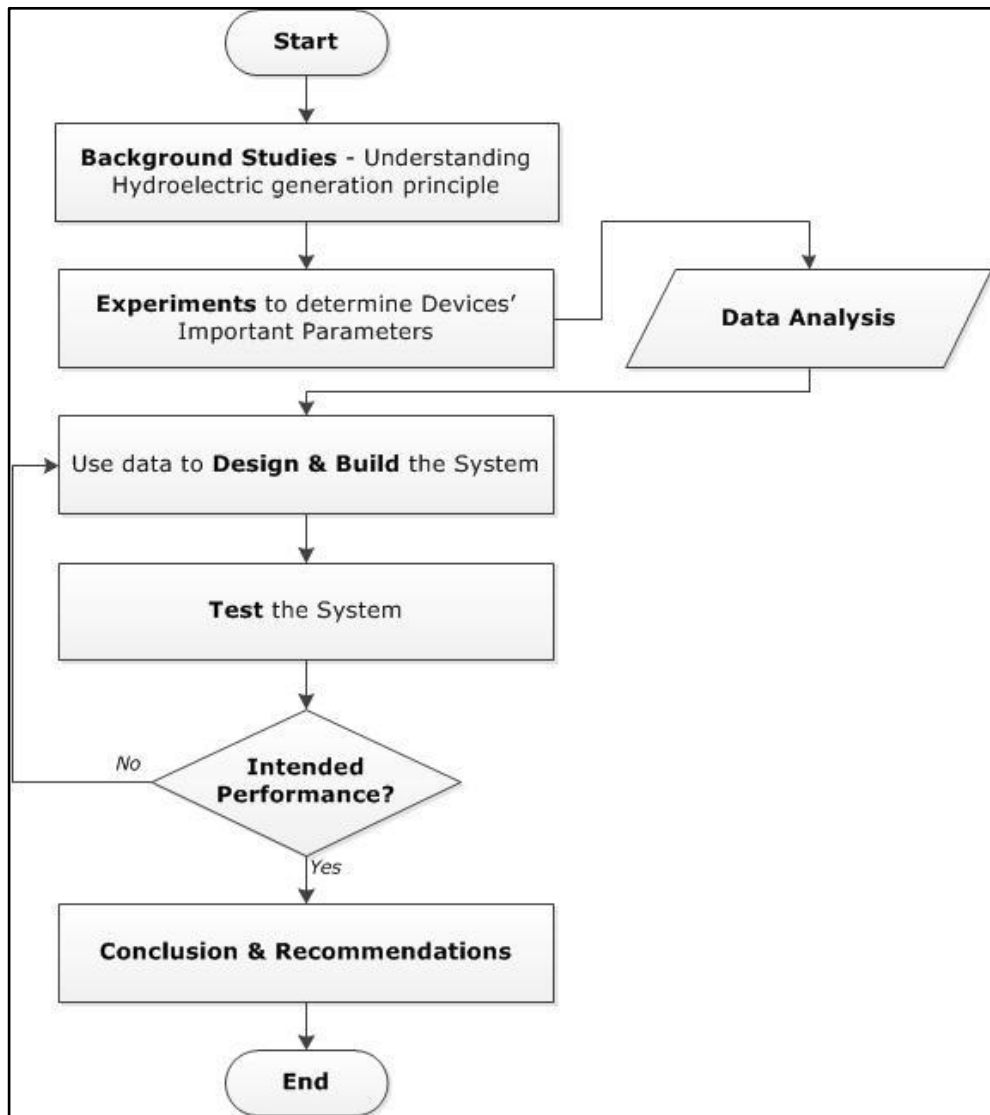 Start
Background Studies - Understanding
Hydroelectric generation principle
Experiments to determine Devices’
Important Parameters
Data Analysis
Use data to Design & Build the System
Test the System
Intended
Performance?
No
Yes
Conclusion & Recommendations
End